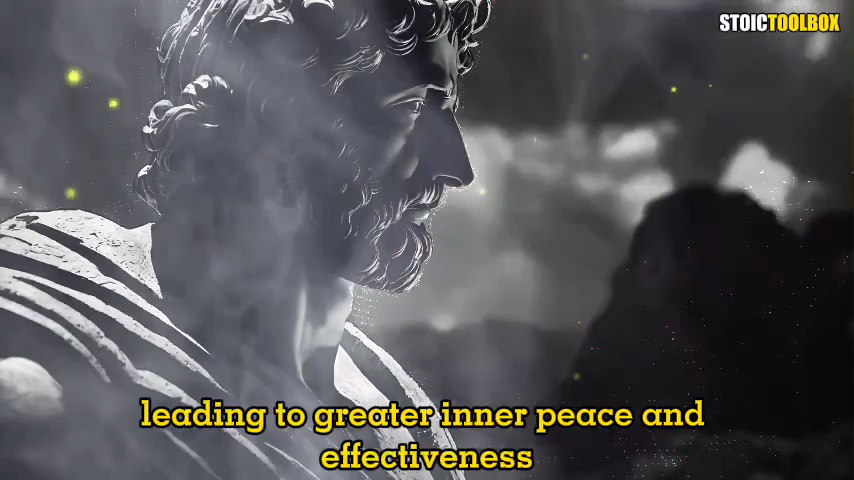 STOICTOOLBOX
leading to greater inner peace and
effectiveness